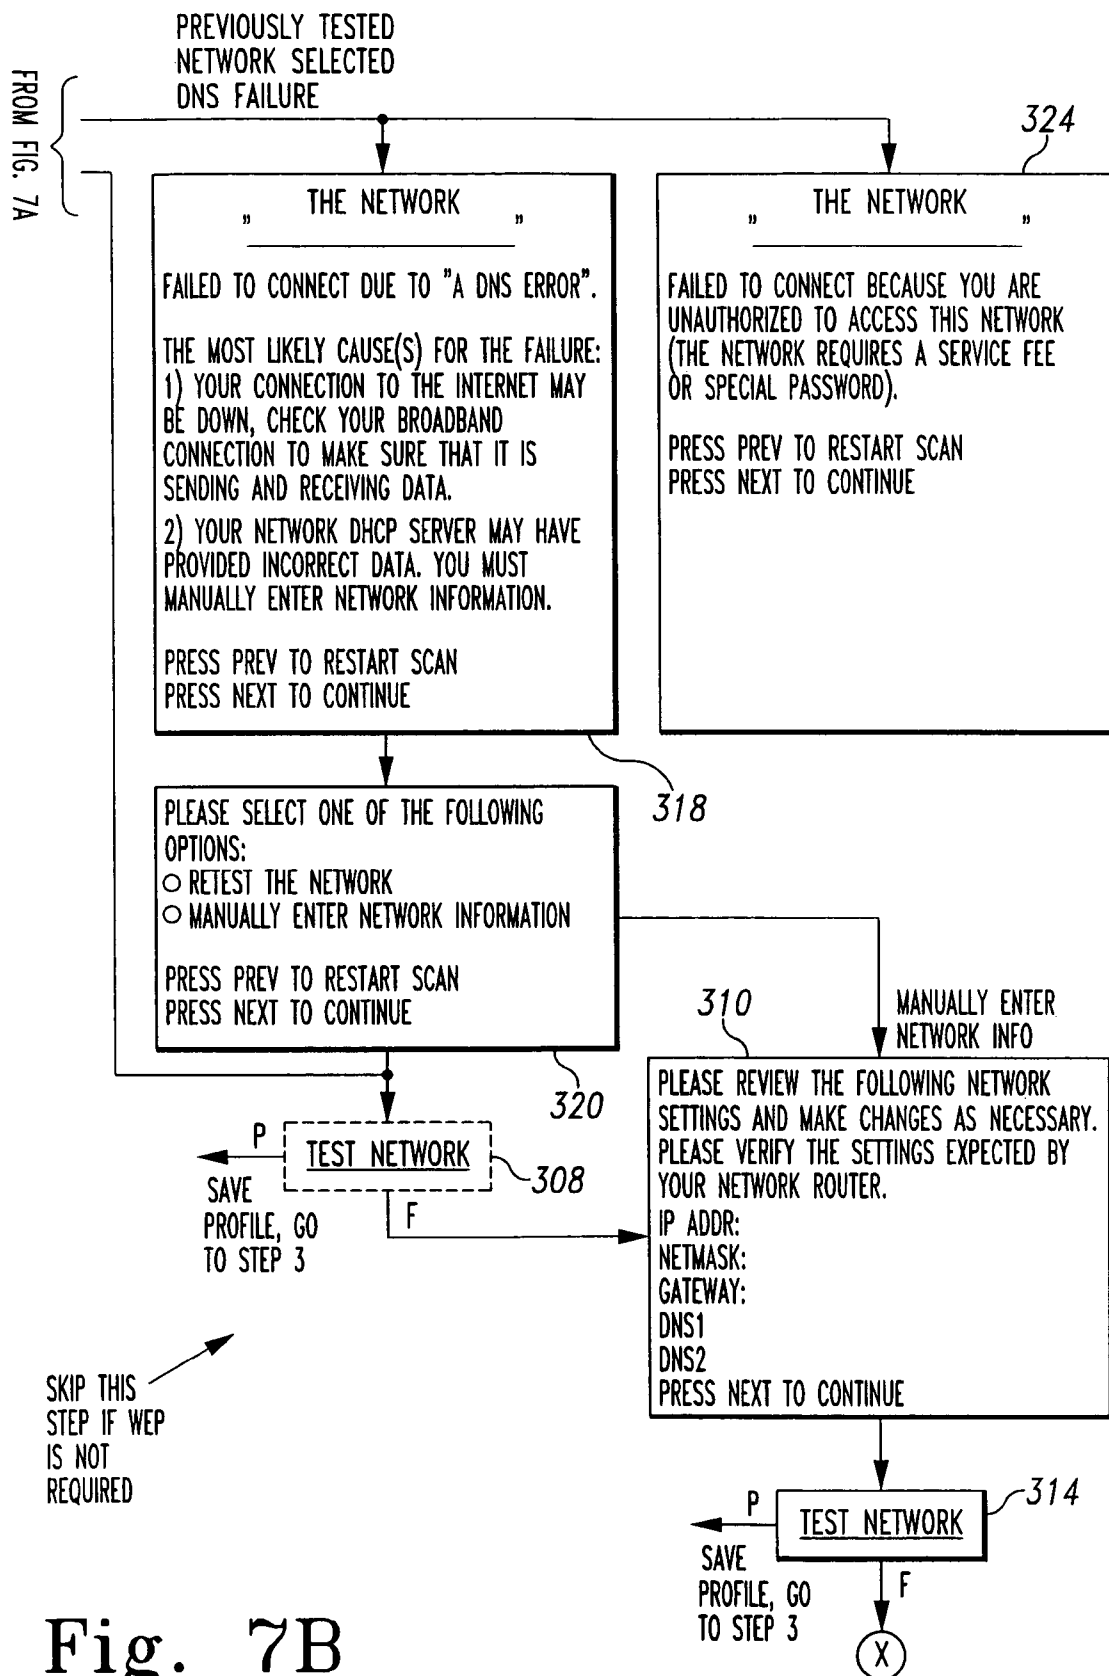 PREVIOUSLY TESTED
NETWORK SELECTED
DNS FAILURE
FROM FIG. 7A
324
THE NETWORK
" "
FAILED TO CONNECT DUE TO "A DNS ERROR".
THE MOST LIKELY CAUSE(S) FOR THE FAILURE:
1) YOUR CONNECTION TO THE INTERNET MAY
BE DOWN, CHECK YOUR BROADBAND
CONNECTION TO MAKE SURE THAT IT IS
SENDING AND RECEIVING DATA.
2) YOUR NETWORK DHCP SERVER MAY HAVE
PROVIDED INCORRECT DATA. YOU MUST
MANUALLY ENTER NETWORK INFORMATION.
PRESS PREV TO RESTART SCAN
PRESS NEXT TO CONTINUE
THE NETWORK
" "
FAILED TO CONNECT BECAUSE YOU ARE
UNAUTHORIZED TO ACCESS THIS NETWORK
(THE NETWORK REQUIRES A SERVICE FEE
OR SPECIAL PASSWORD).
PRESS PREV TO RESTART SCAN
PRESS NEXT TO CONTINUE
318
PLEASE SELECT ONE OF THE FOLLOWING
OPTIONS:
○ RETEST THE NETWORK
○ MANUALLY ENTER NETWORK INFORMATION
PRESS PREV TO RESTART SCAN
PRESS NEXT TO CONTINUE
320
310
MANUALLY ENTER
NETWORK INFO
PLEASE REVIEW THE FOLLOWING NETWORK
SETTINGS AND MAKE CHANGES AS NECESSARY.
PLEASE VERIFY THE SETTINGS EXPECTED BY
YOUR NETWORK ROUTER.
IP ADDR:
NETMASK:
GATEWAY:
DNS1
DNS2
PRESS NEXT TO CONTINUE
P
TEST NETWORK
308
SAVE
PROFILE, GO
TO STEP 3
F
SKIP THIS
STEP IF WEP
IS NOT
REQUIRED
P
TEST NETWORK
314
SAVE
PROFILE, GO
TO STEP 3
F
X
Fig. 7B